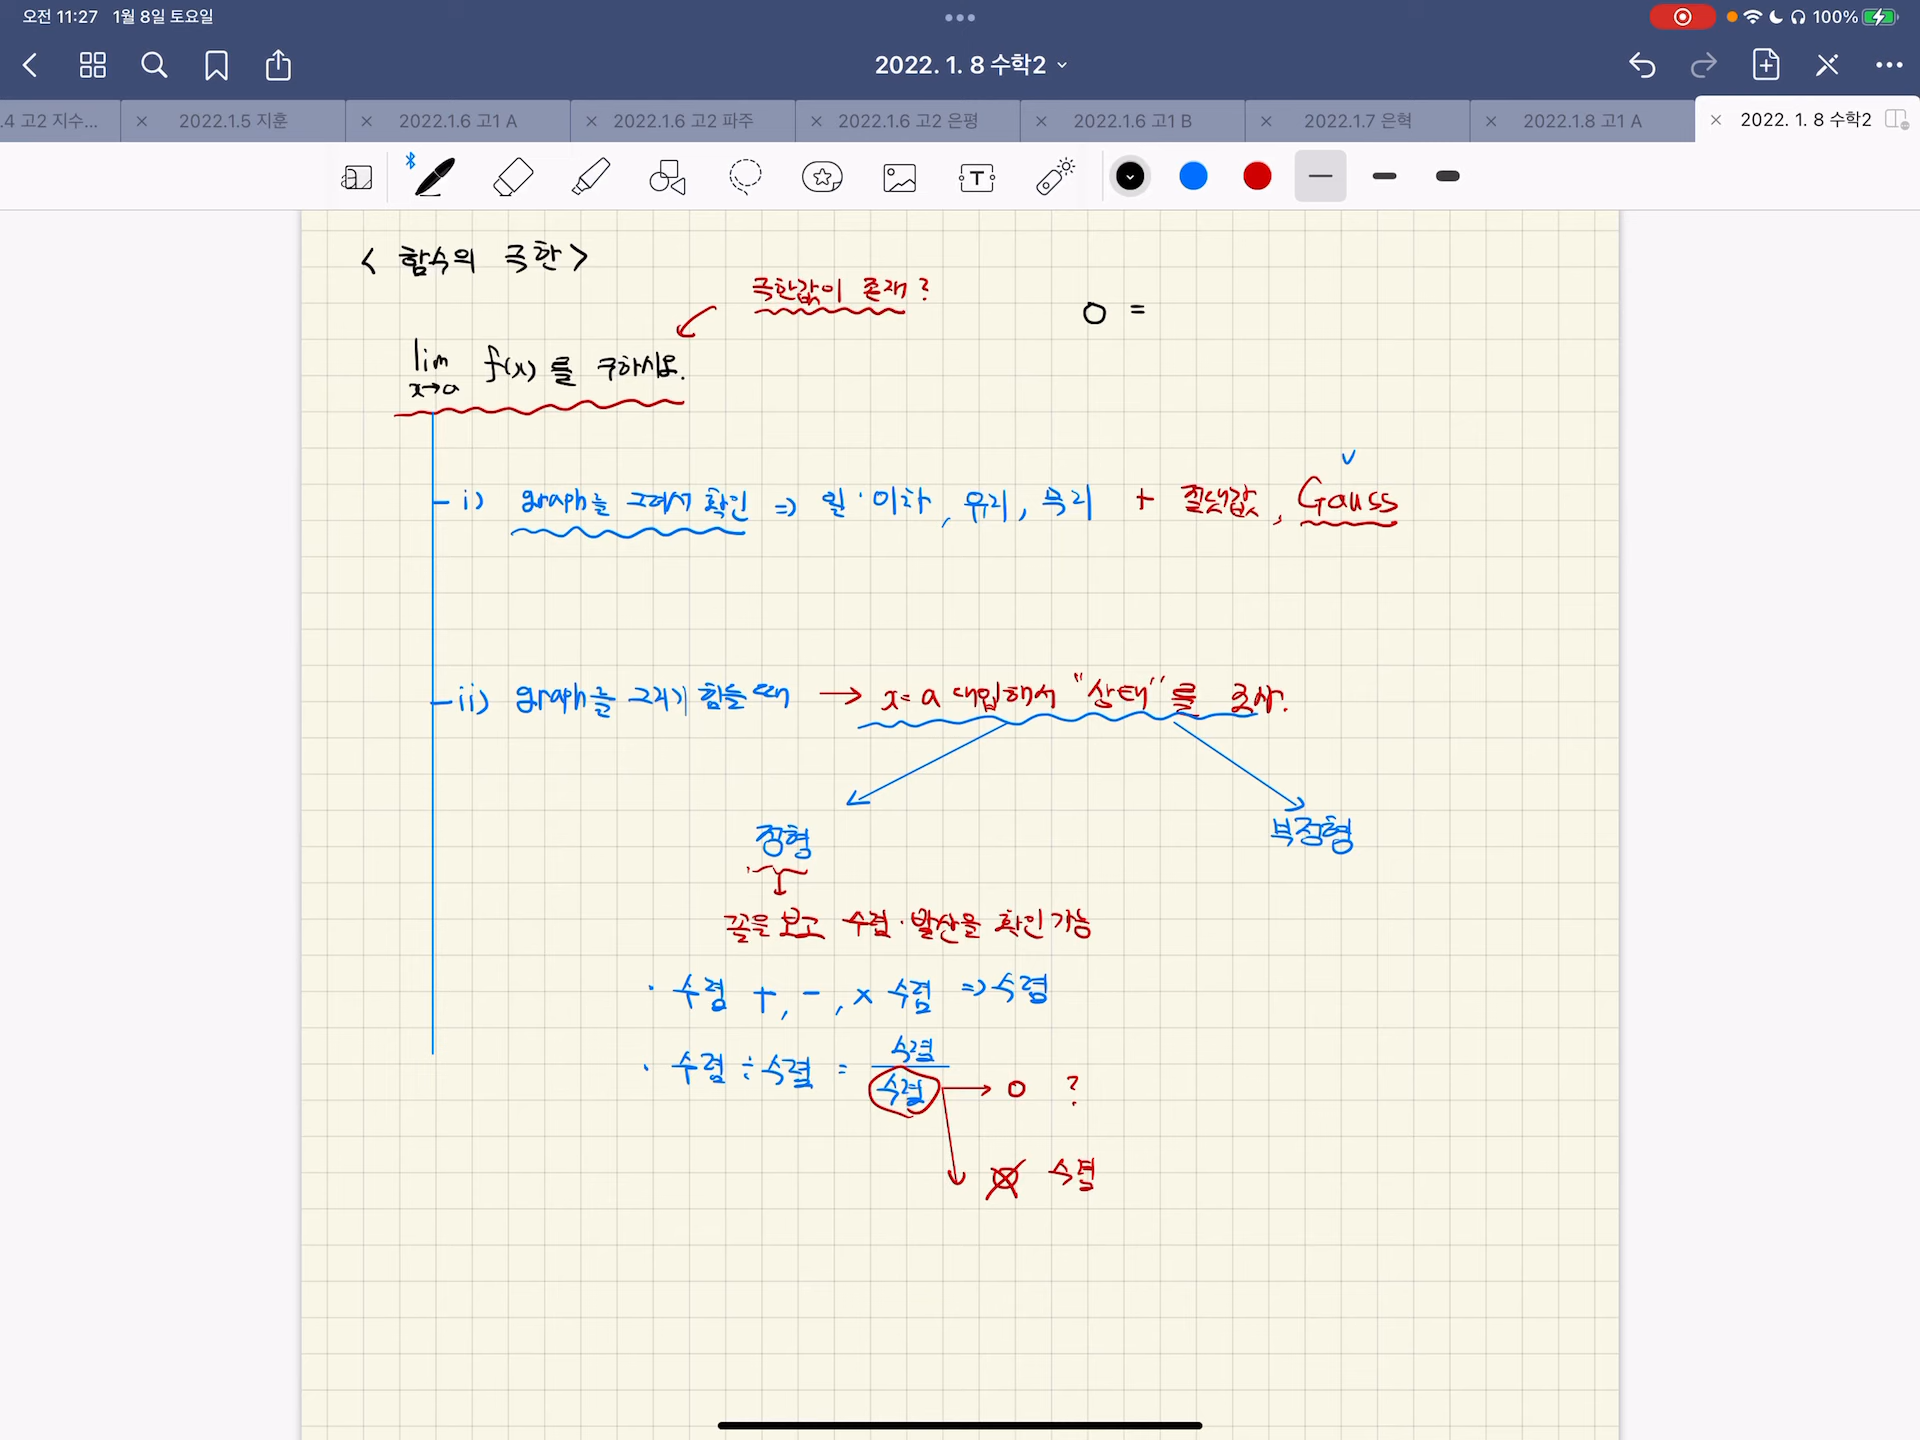 오전 11:27 1월 8일 토요일
100%
2022. 1. 8 수학2
.4 고2 지수...
2022.1.5 지훈
2022.1.6 고1 A
2022.1.6 고2 파주
2022.1.6 고2 은평
2022.1.6 고1 B
2022.1.7 은혁
2022.1.8 고1 A
2022. 1. 8 수학2
< 함수의 극한 >
극한값이 존재 ?
0 =
lim x→a f(x) 를 구하시오.
i) graph를 그려서 확인 => 일·이차, 유리, 무리 + 절댓값, Gauss
ii) graph를 그리기 힘들 때 → x=a 대입해서 "상태"를 조사.
정형
부정형
꼴을 보고 수렴·발산을 확인 가능
· 수렴 +, -, × 수렴 => 수렴
· 수렴 ÷ 수렴 = 수렴/수렴 → 0 ?
0 수렴